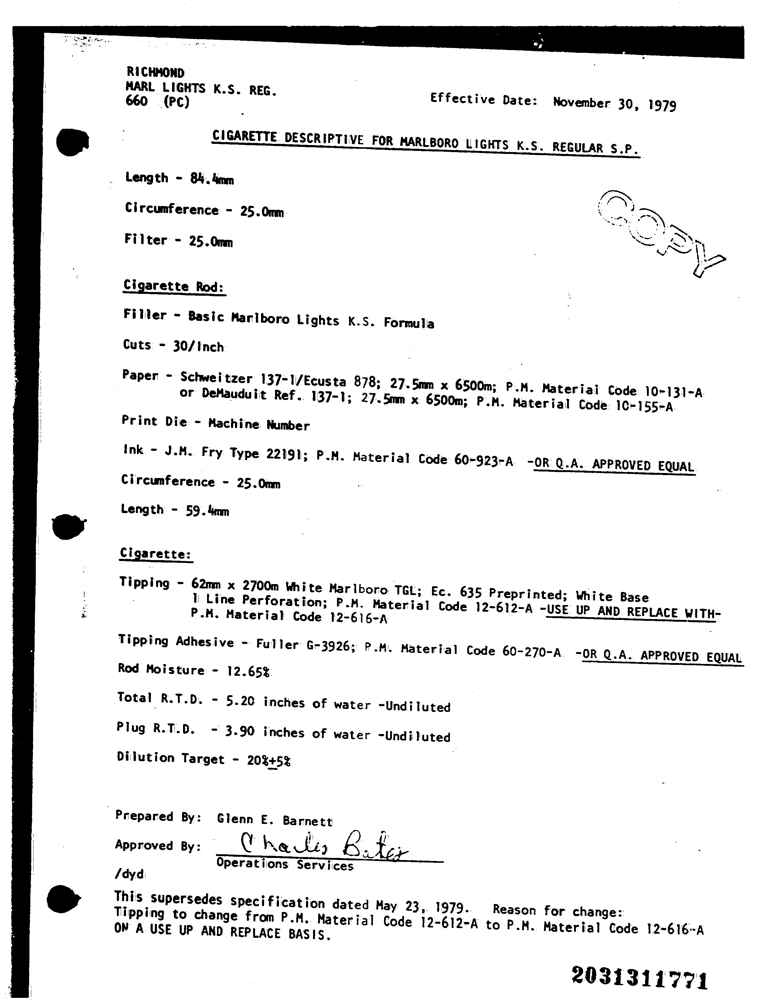 RICHMOND
MARL LIGHTS K.S. REG.
660 (PC)
Effective Date: November 30, 1979
CIGARETTE DESCRIPTIVE FOR MARLBORO LIGHTS K.S. REGULAR S.P.
Length - 84.4mm
COPY
Circumference - 25.0mm
Filter - 25.0mm
Cigarette Rod:
Filler - Basic Marlboro Lights K.S. Formula
Cuts - 30/Inch
Paper - Schweitzer 137-1/Ecusta 878; 27.5mm x 6500m; P.M. Material Code 10-131-A
or DeMauduit Ref. 137-1; 27.5mm x 6500m; P.M. Material Code 10-155-A
Print Die - Machine Number
Ink - J.M. Fry Type 22191; P.M. Material Code 60-923-A -OR Q.A. APPROVED EQUAL
Circumference - 25.0mm
Length - 59.4mm
Cigarette:
Tipping - 62mm x 2700m White Marlboro TGL; Ec. 635 Preprinted; White Base
1 Line Perforation; P.M. Material Code 12-612-A -USE UP AND REPLACE WITH-
P.M. Material Code 12-616-A
Tipping Adhesive - Fuller G-3926; P.M. Material Code 60-270-A -OR Q.A. APPROVED EQUAL
Rod Moisture - 12.65%
Total R.T.D. - 5.20 inches of water -Undiluted
Plug R.T.D. - 3.90 inches of water -Undiluted
Dilution Target - 20%±5%
Prepared By: Glenn E. Barnett
Approved By: Charles Bates
Operations Services
/dyd
This supersedes specification dated May 23, 1979. Reason for change:
Tipping to change from P.M. Material Code 12-612-A to P.M. Material Code 12-616-A
ON A USE UP AND REPLACE BASIS.
2031311771